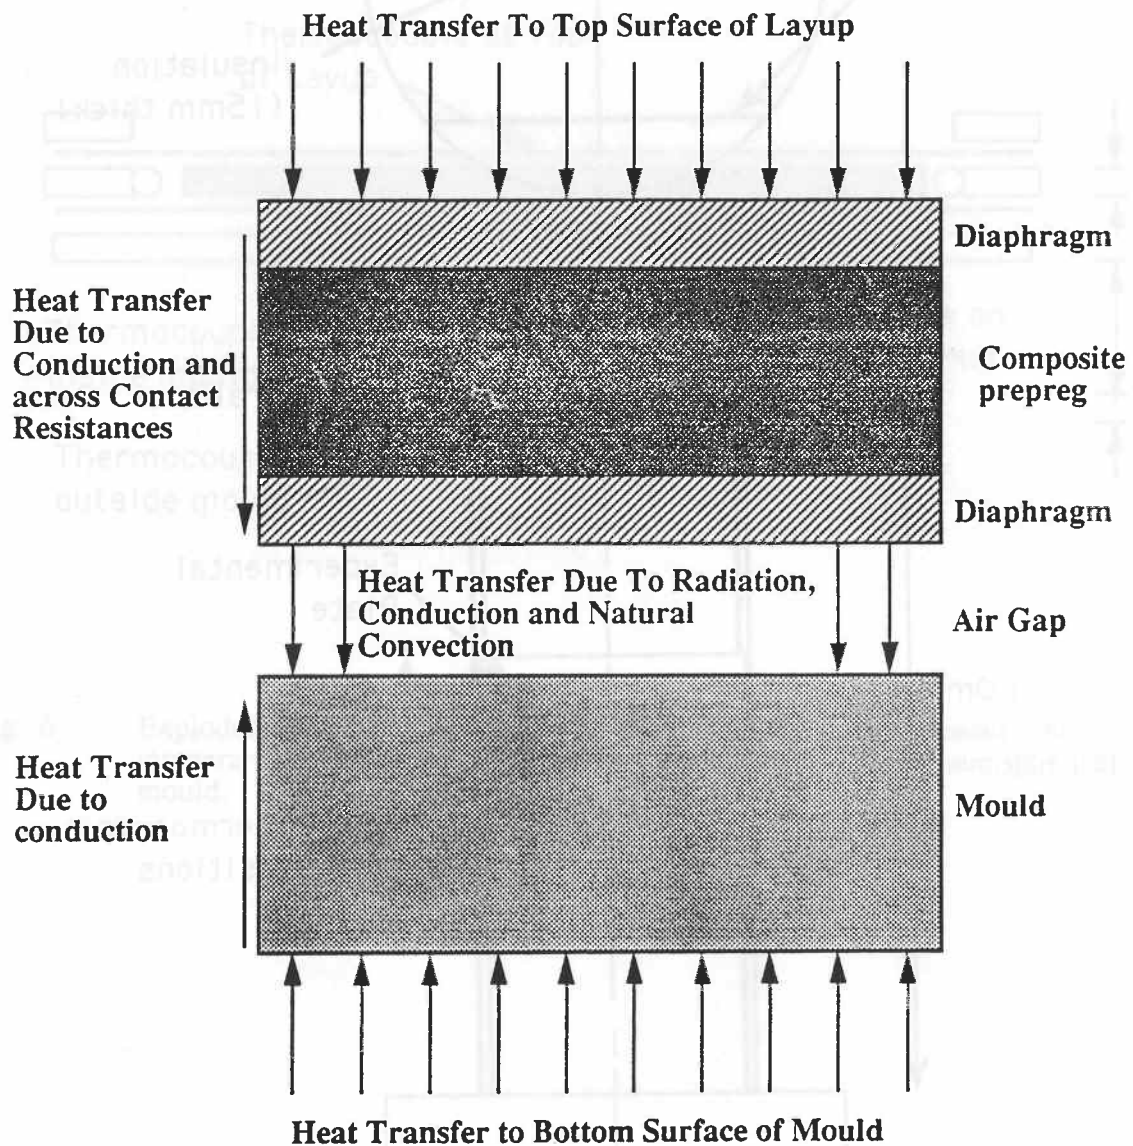 Heat Transfer To Top Surface of Layup
Diaphragm
Heat Transfer
Due to
Conduction and
across Contact
Resistances
Composite
prepreg
Diaphragm
Heat Transfer Due To Radiation,
Conduction and Natural
Convection
Air Gap
Heat Transfer
Due to
conduction
Mould
Heat Transfer to Bottom Surface of Mould